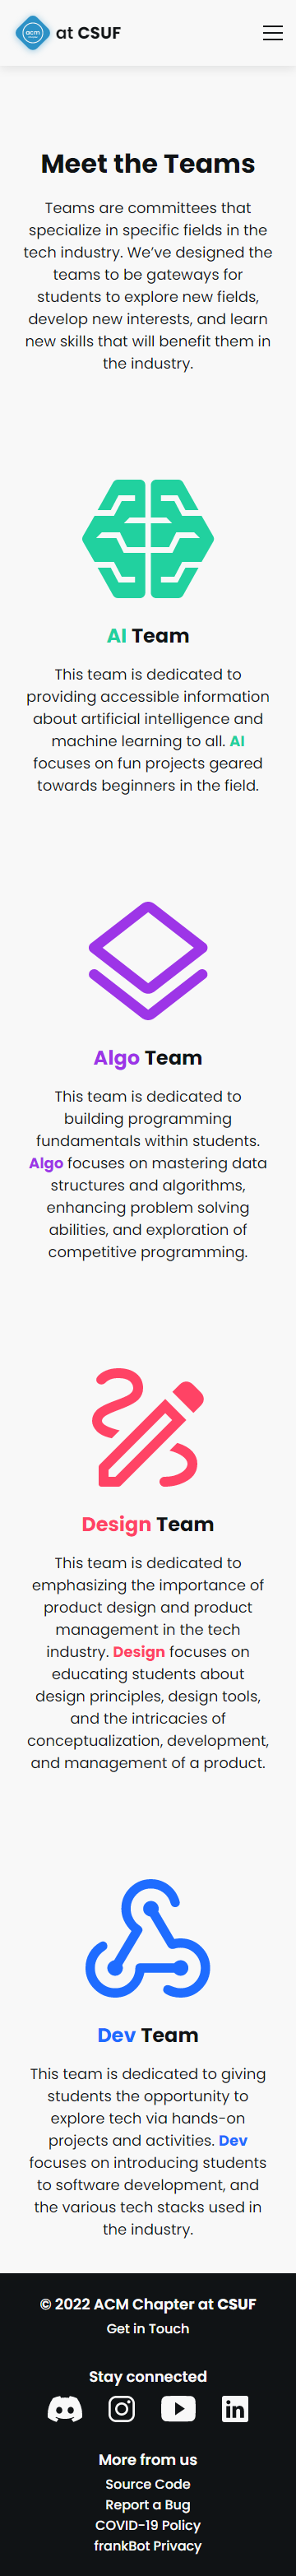 acm
at CSUF
Meet the Teams
Teams are committees that
specialize in specific fields in the
tech industry. We’ve designed the
teams to be gateways for
students to explore new fields,
develop new interests, and learn
new skills that will benefit them in
the industry.
AI Team
This team is dedicated to
providing accessible information
about artificial intelligence and
machine learning to all. AI
focuses on fun projects geared
towards beginners in the field.
Algo Team
This team is dedicated to
building programming
fundamentals within students.
Algo focuses on mastering data
structures and algorithms,
enhancing problem solving
abilities, and exploration of
competitive programming.
Design Team
This team is dedicated to
emphasizing the importance of
product design and product
management in the tech
industry. Design focuses on
educating students about
design principles, design tools,
and the intricacies of
conceptualization, development,
and management of a product.
Dev Team
This team is dedicated to giving
students the opportunity to
explore tech via hands-on
projects and activities. Dev
focuses on introducing students
to software development, and
the various tech stacks used in
the industry.
© 2022 ACM Chapter at CSUF
Get in Touch
Stay connected
in
More from us
Source Code
Report a Bug
COVID-19 Policy
frankBot Privacy